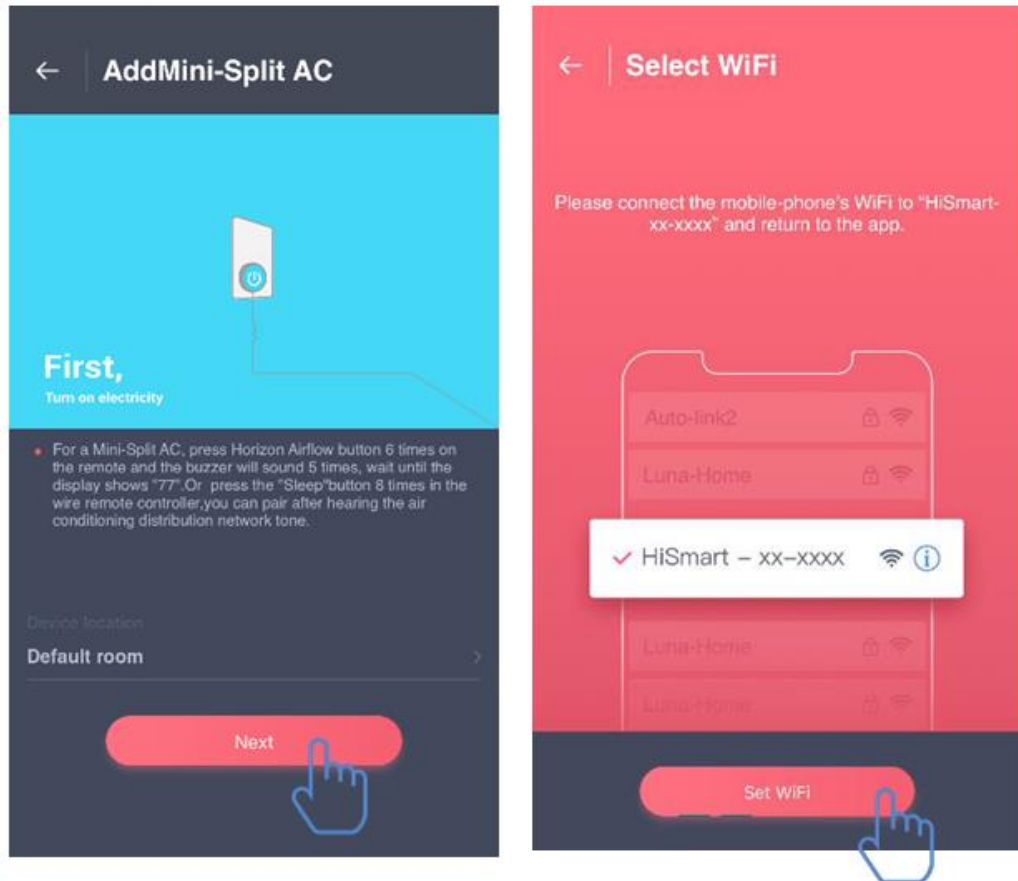 AddMini-Split AC
First,
Turn on electricity
For a Mini-Split AC, press Horizon Airflow button 6 times on
the remote and the buzzer will sound 5 times, wait until the
display shows "77".Or press the "Sleep"button 8 times in the
wire remote controller,you can pair after hearing the air
conditioning distribution network tone.
Device location
Default room
Next
Select WiFi
Please connect the mobile-phone's WiFi to "HiSmart-
xx-xxxx" and return to the app.
Auto-link2
Luna-Home
HiSmart – xx–xxxx
Luna-Home
Luna-Home
Set WiFi